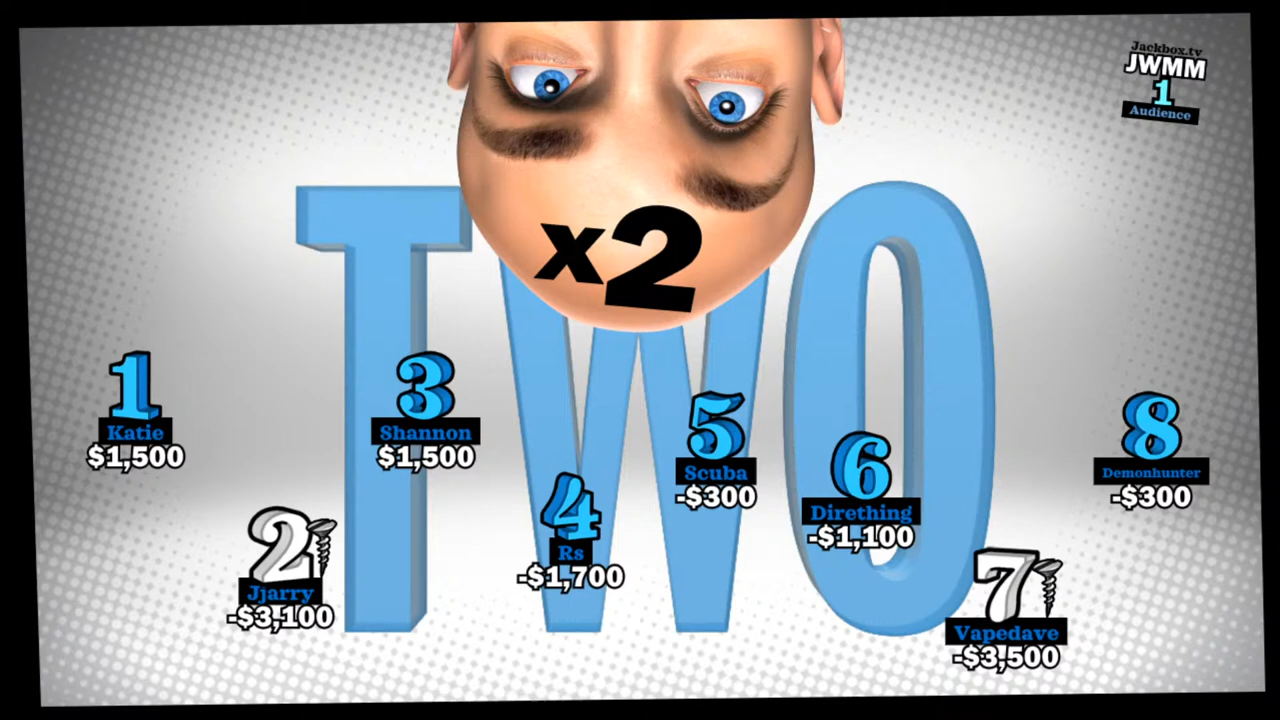 Jackbox.tv
JWMM
1
Audience
TWO
x2
1
Katie
$1,500
2
Jjarry
-$3,100
3
Shannon
$1,500
4
Rs
-$1,700
5
Scuba
-$300
6
Dirething
-$1,100
7
Vapedave
-$3,500
8
Demonhunter
-$300